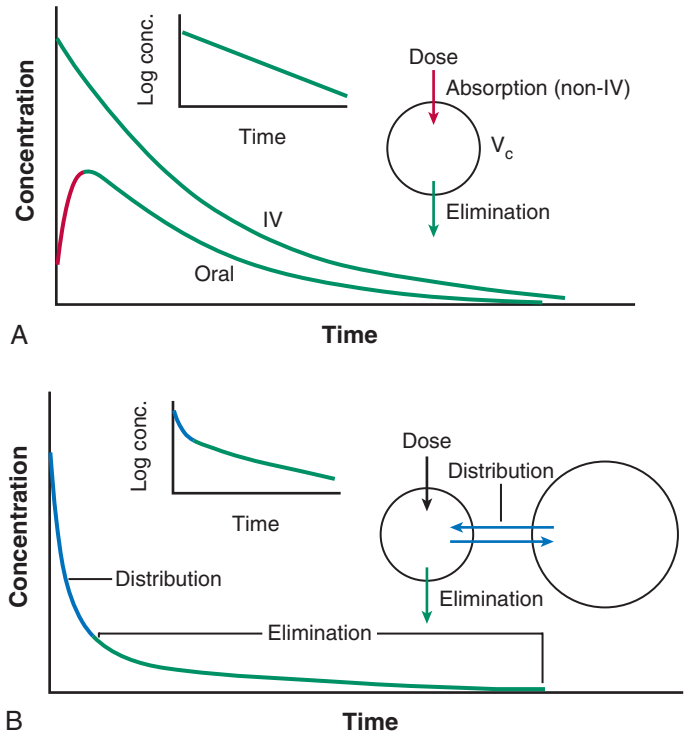 Concentration
Log conc.
Time
Dose
Absorption (non-IV)
Vc
Elimination
IV
Oral
Time
A
Concentration
Log conc.
Time
Dose
Distribution
Elimination
Distribution
Elimination
Time
B